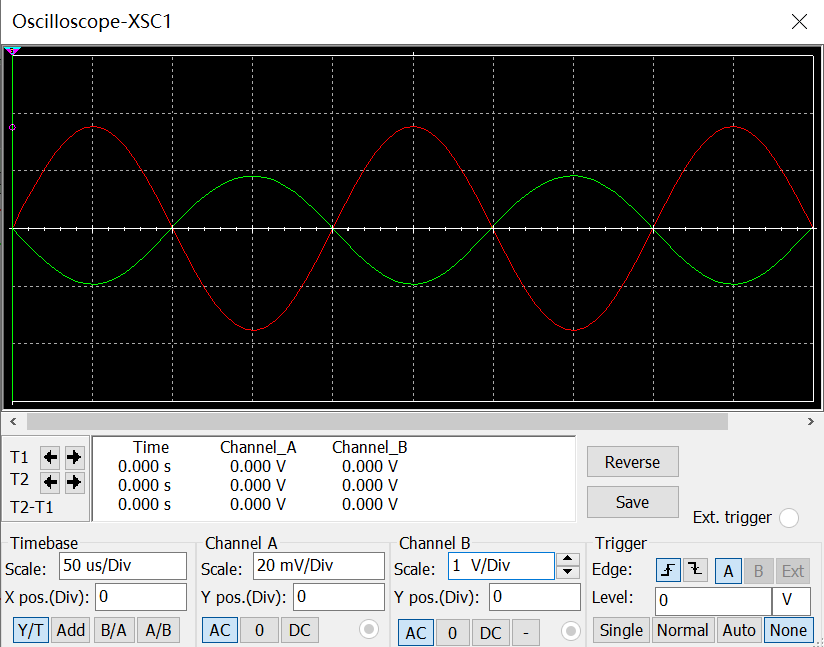 Oscilloscope-XSC1
Time Channel_A Channel_B
T1 0.000 s 0.000 V 0.000 V
T2 0.000 s 0.000 V 0.000 V
T2-T1 0.000 s 0.000 V 0.000 V
Reverse
Save
Ext. trigger
Timebase
Scale: 50 us/Div
X pos.(Div): 0
Y/T Add B/A A/B
Channel A
Scale: 20 mV/Div
Y pos.(Div): 0
AC 0 DC
Channel B
Scale: 1 V/Div
Y pos.(Div): 0
AC 0 DC -
Trigger
Edge: A B Ext
Level: 0 V
Single Normal Auto None